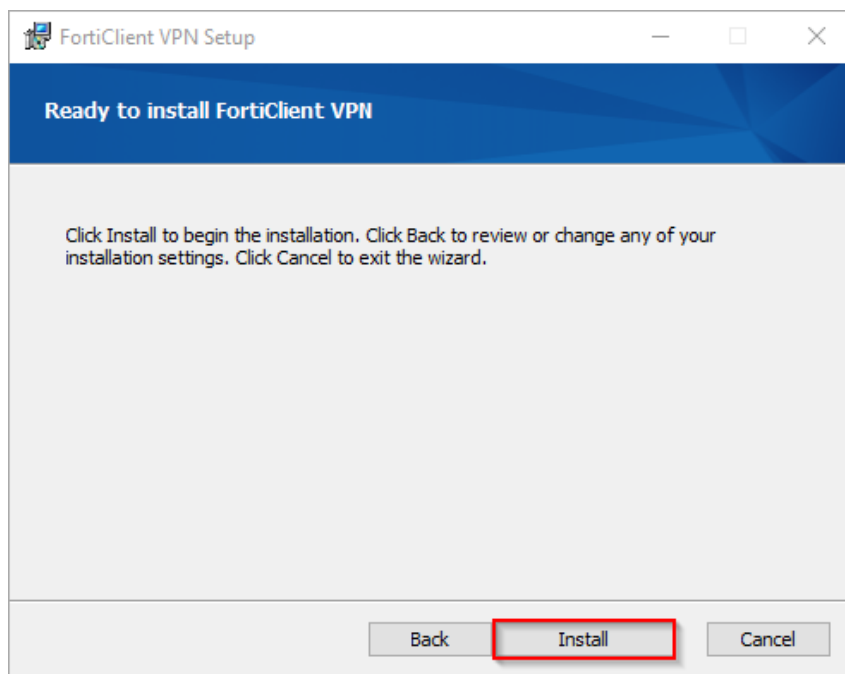 FortiClient VPN Setup
Ready to install FortiClient VPN
Click Install to begin the installation. Click Back to review or change any of your
installation settings. Click Cancel to exit the wizard.
Back Install Cancel